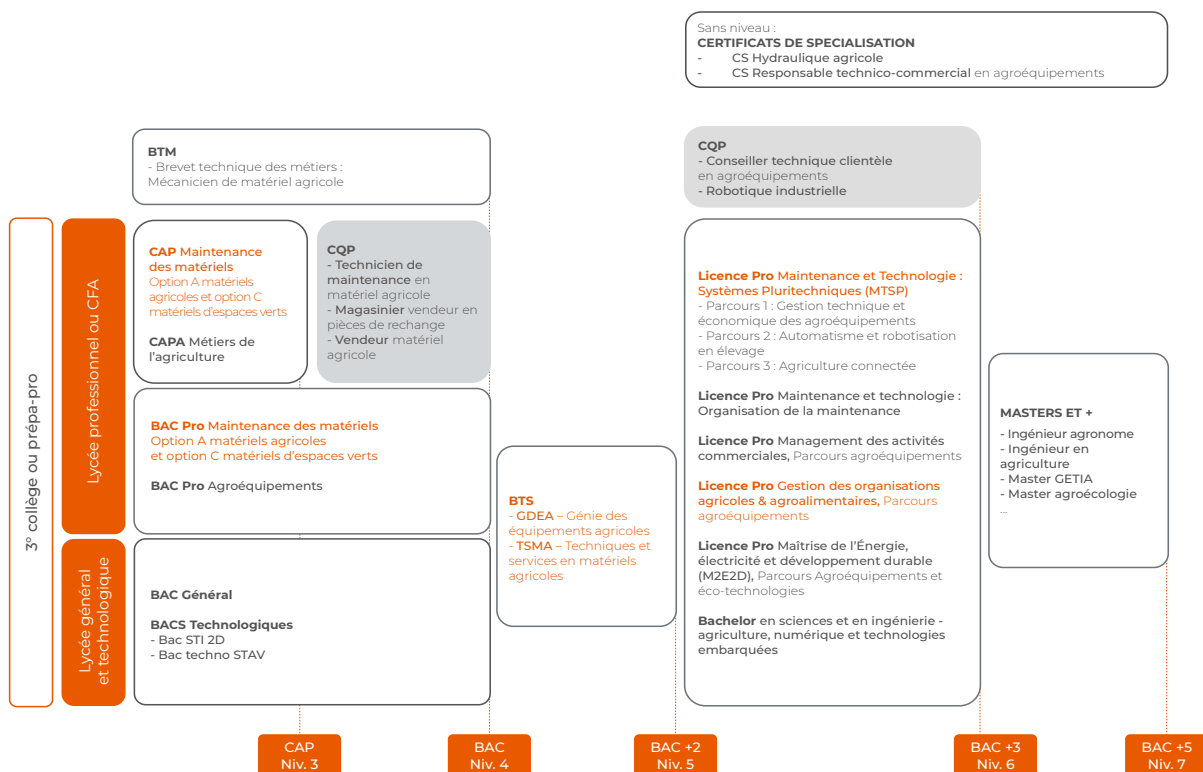 Sans niveau :
CERTIFICATS DE SPECIALISATION
- CS Hydraulique agricole
- CS Responsable technico-commercial en agroéquipements
BTM
- Brevet technique des métiers :
Mécanicien de matériel agricole
CQP
- Conseiller technique clientèle
en agroéquipements
- Robotique industrielle
3e collège ou prépa-pro
Lycée professionnel ou CFA
CAP Maintenance
des matériels
Option A matériels
agricoles et option C
matériels d'espaces verts
CAPA Métiers de
l'agriculture
CQP
- Technicien de
maintenance en
matériel agricole
- Magasinier vendeur en
pièces de rechange
- Vendeur matériel
agricole
BAC Pro Maintenance des matériels
Option A matériels agricoles
et option C matériels d'espaces verts
BAC Pro Agroéquipements
Lycée général
et technologique
BAC Général
BACS Technologiques
- Bac STI 2D
- Bac techno STAV
BTS
- GDEA – Génie des
équipements agricoles
- TSMA – Techniques et
services en matériels
agricoles
Licence Pro Maintenance et Technologie :
Systèmes Pluritechniques (MTSP)
- Parcours 1 : Gestion technique et
économique des agroéquipements
- Parcours 2 : Automatisme et robotisation
en élevage
- Parcours 3 : Agriculture connectée
Licence Pro Maintenance et technologie :
Organisation de la maintenance
Licence Pro Management des activités
commerciales, Parcours agroéquipements
Licence Pro Gestion des organisations
agricoles & agroalimentaires, Parcours
agroéquipements
Licence Pro Maîtrise de l'Énergie,
électricité et développement durable
(M2E2D), Parcours Agroéquipements et
éco-technologies
Bachelor en sciences et en ingénierie -
agriculture, numérique et technologies
embarquées
MASTERS ET +
- Ingénieur agronome
- Ingénieur en
agriculture
- Master GETIA
- Master agroécologie
...
CAP
Niv. 3
BAC
Niv. 4
BAC +2
Niv. 5
BAC +3
Niv. 6
BAC +5
Niv. 7